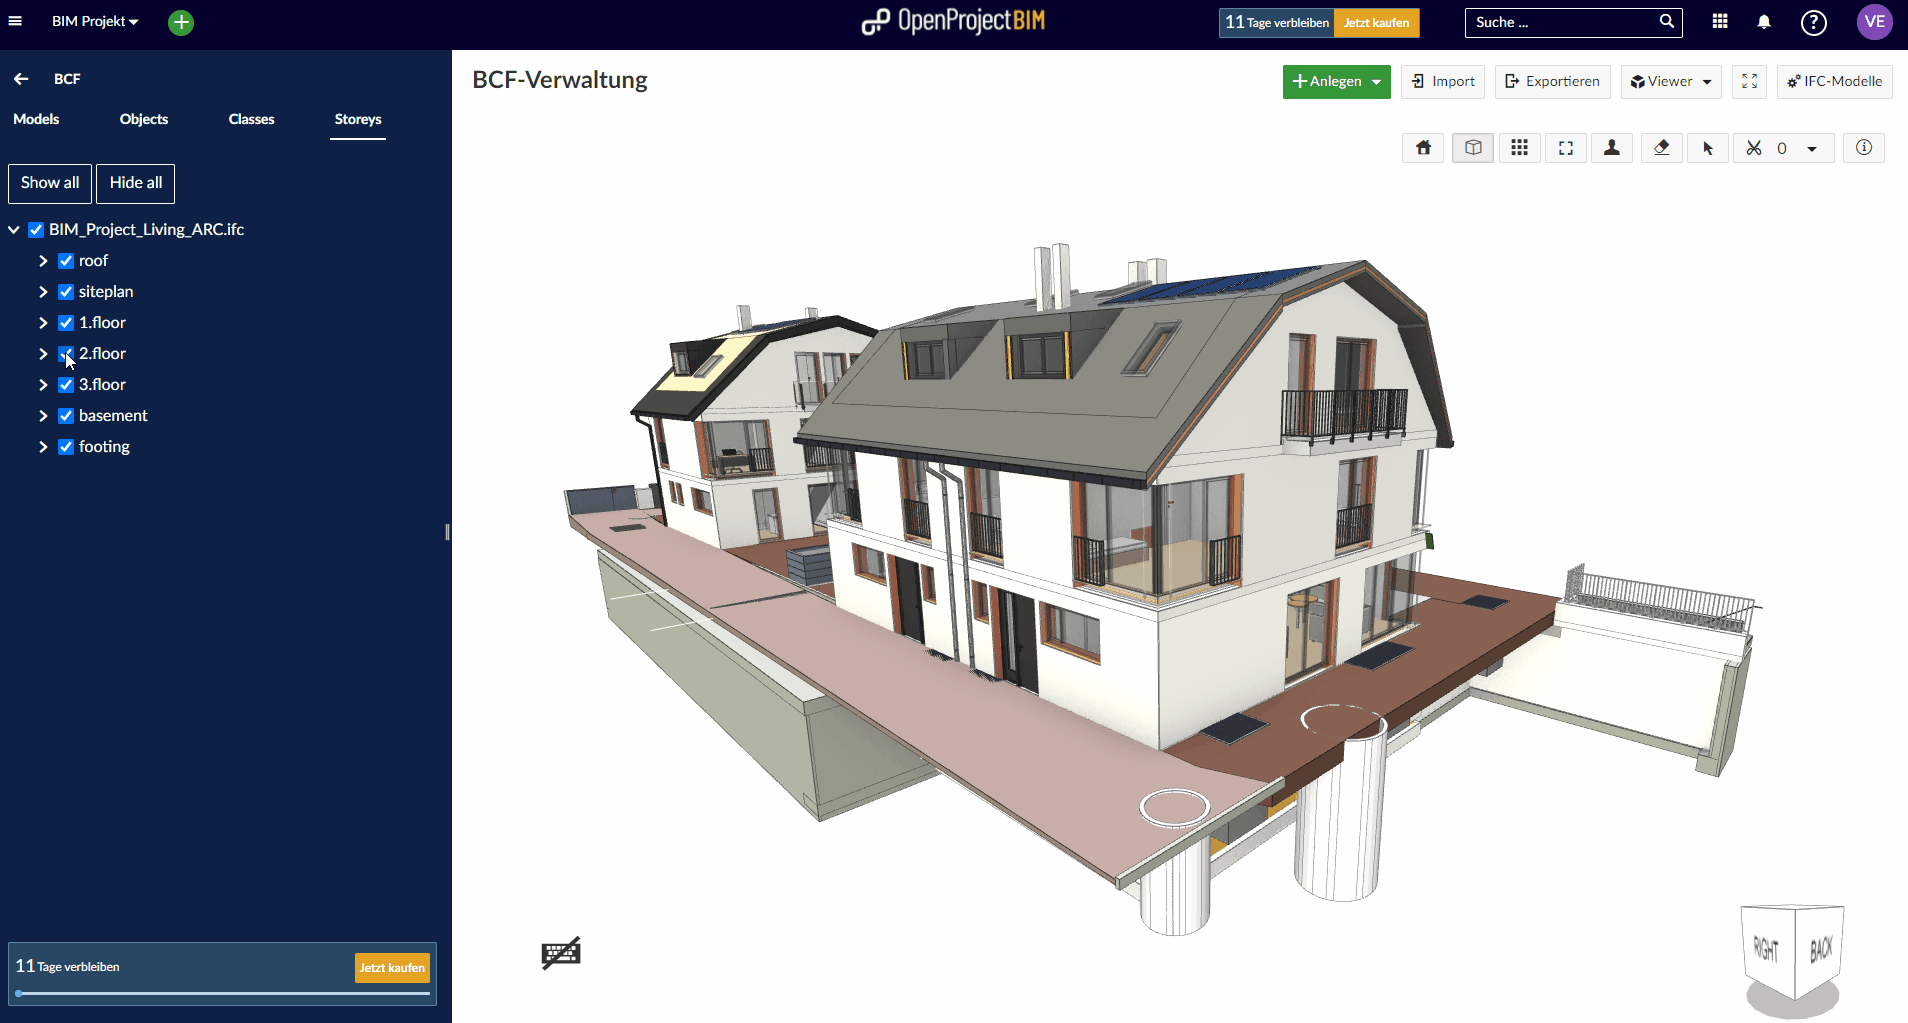 BIM Projekt
OpenProjectBIM
11 Tage verbleiben Jetzt kaufen
Suche ...
VE
BCF
Models Objects Classes Storeys
Show all Hide all
BIM_Project_Living_ARC.ifc
roof
siteplan
1.floor
2.floor
3.floor
basement
footing
11 Tage verbleiben Jetzt kaufen
BCF-Verwaltung
Anlegen Import Exportieren Viewer IFC-Modelle
0
RIGHT BACK